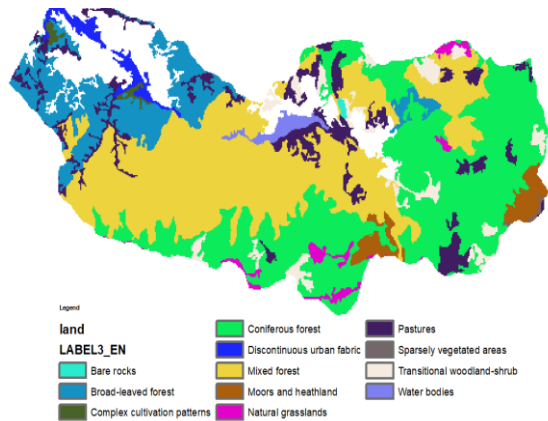 Legend
land
LABEL3_EN
Bare rocks
Broad-leaved forest
Complex cultivation patterns
Coniferous forest
Discontinuous urban fabric
Mixed forest
Moors and heathland
Natural grasslands
Pastures
Sparsely vegetated areas
Transitional woodland-shrub
Water bodies